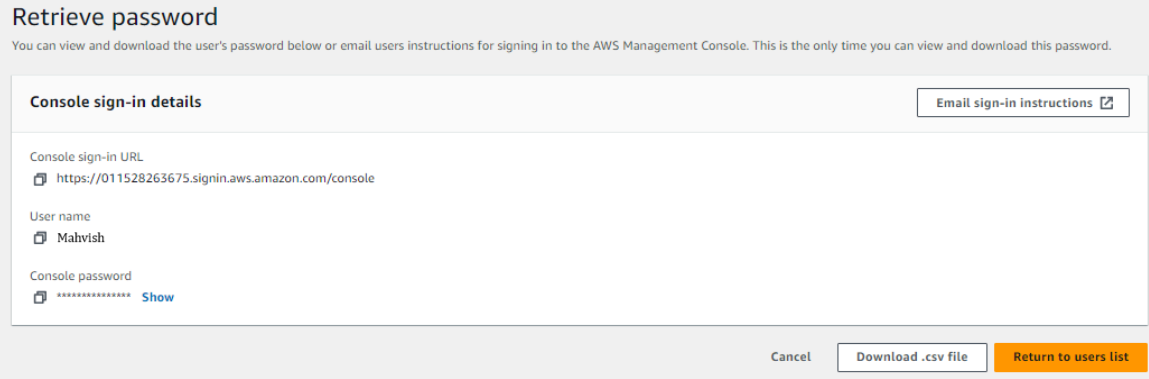 Retrieve password
You can view and download the user's password below or email users instructions for signing in to the AWS Management Console. This is the only time you can view and download this password.
Console sign-in details
Email sign-in instructions
Console sign-in URL
https://011528263675.signin.aws.amazon.com/console
User name
Mahvish
Console password
*************** Show
Cancel
Download .csv file
Return to users list